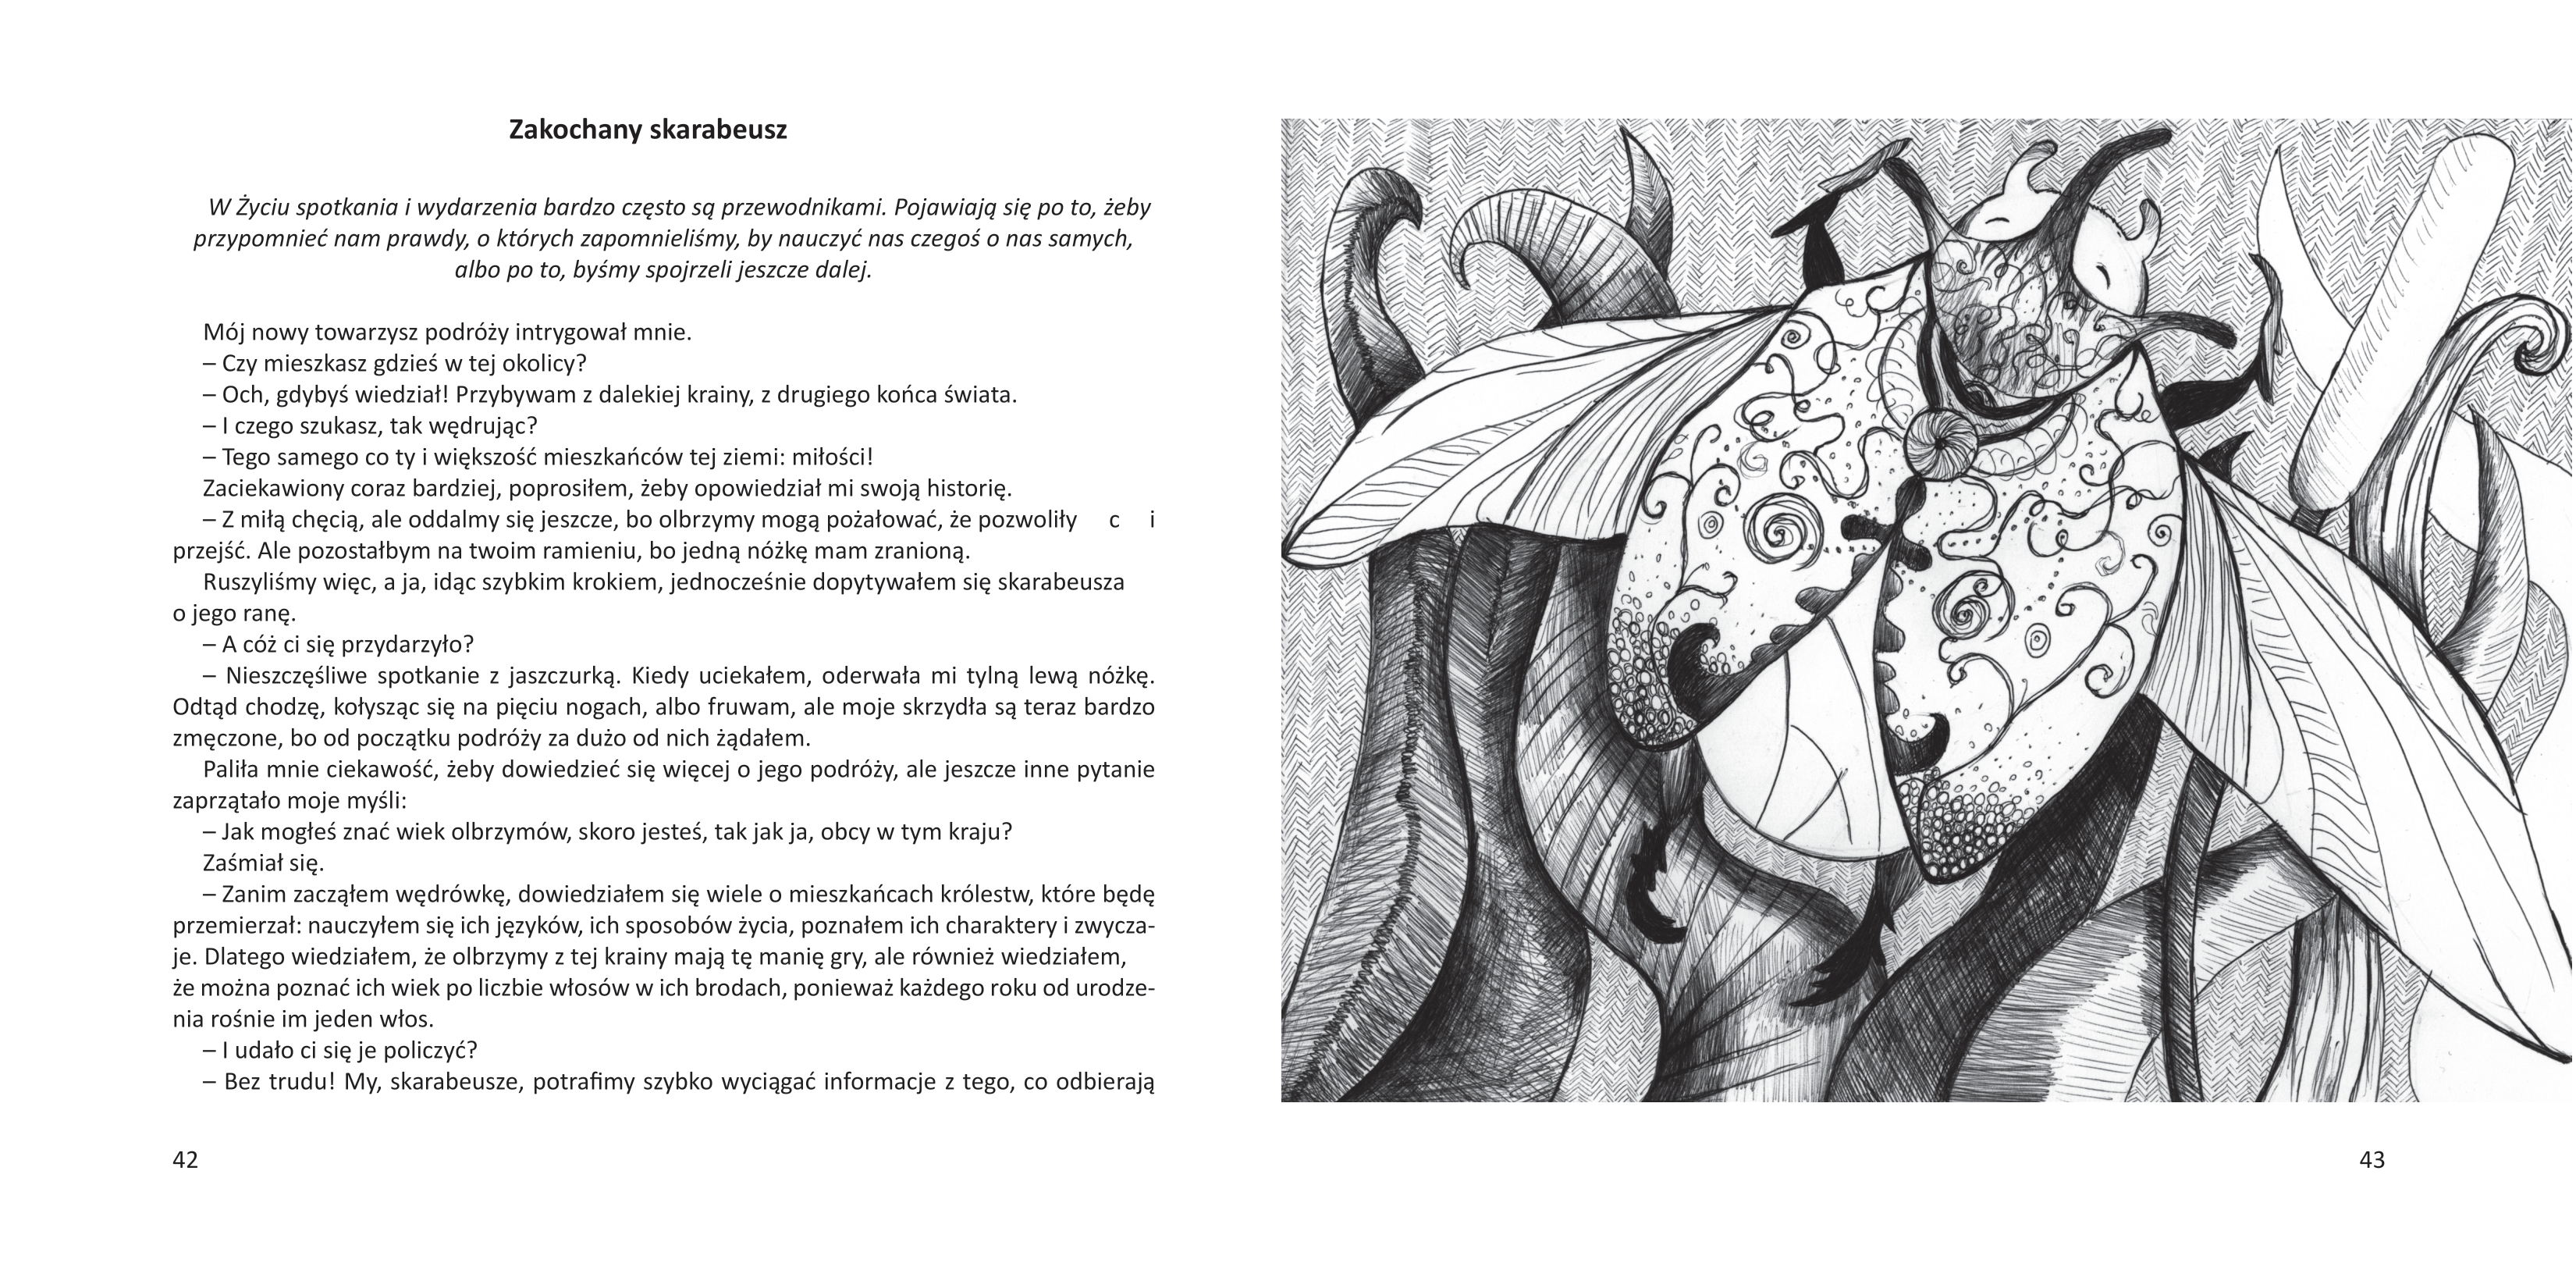 Zakochany skarabeusz
W Życiu spotkania i wydarzenia bardzo często są przewodnikami. Pojawiają się po to, żeby
przypomnieć nam prawdy, o których zapomnieliśmy, by nauczyć nas czegoś o nas samych,
albo po to, byśmy spojrzeli jeszcze dalej.
Mój nowy towarzysz podróży intrygował mnie.
– Czy mieszkasz gdzieś w tej okolicy?
– Och, gdybyś wiedział! Przybywam z dalekiej krainy, z drugiego końca świata.
– I czego szukasz, tak wędrując?
– Tego samego co ty i większość mieszkańców tej ziemi: miłości!
Zaciekawiony coraz bardziej, poprosiłem, żeby opowiedział mi swoją historię.
– Z miłą chęcią, ale oddalmy się jeszcze, bo olbrzymy mogą pożałować, że pozwoliły c i
przejść. Ale pozostałbym na twoim ramieniu, bo jedną nóżkę mam zranioną.
Ruszyliśmy więc, a ja, idąc szybkim krokiem, jednocześnie dopytywałem się skarabeusza
o jego ranę.
– A cóż ci się przydarzyło?
– Nieszczęśliwe spotkanie z jaszczurką. Kiedy uciekałem, oderwała mi tylną lewą nóżkę.
Odtąd chodzę, kołysząc się na pięciu nogach, albo fruwam, ale moje skrzydła są teraz bardzo
zmęczone, bo od początku podróży za dużo od nich żądałem.
Paliła mnie ciekawość, żeby dowiedzieć się więcej o jego podróży, ale jeszcze inne pytanie
zaprzątało moje myśli:
– Jak mogłeś znać wiek olbrzymów, skoro jesteś, tak jak ja, obcy w tym kraju?
Zaśmiał się.
– Zanim zacząłem wędrówkę, dowiedziałem się wiele o mieszkańcach królestw, które będę
przemierzał: nauczyłem się ich języków, ich sposobów życia, poznałem ich charaktery i zwycza-
je. Dlatego wiedziałem, że olbrzymy z tej krainy mają tę manię gry, ale również wiedziałem,
że można poznać ich wiek po liczbie włosów w ich brodach, ponieważ każdego roku od urodze-
nia rośnie im jeden włos.
– I udało ci się je policzyć?
– Bez trudu! My, skarabeusze, potrafimy szybko wyciągać informacje z tego, co odbierają
42
43